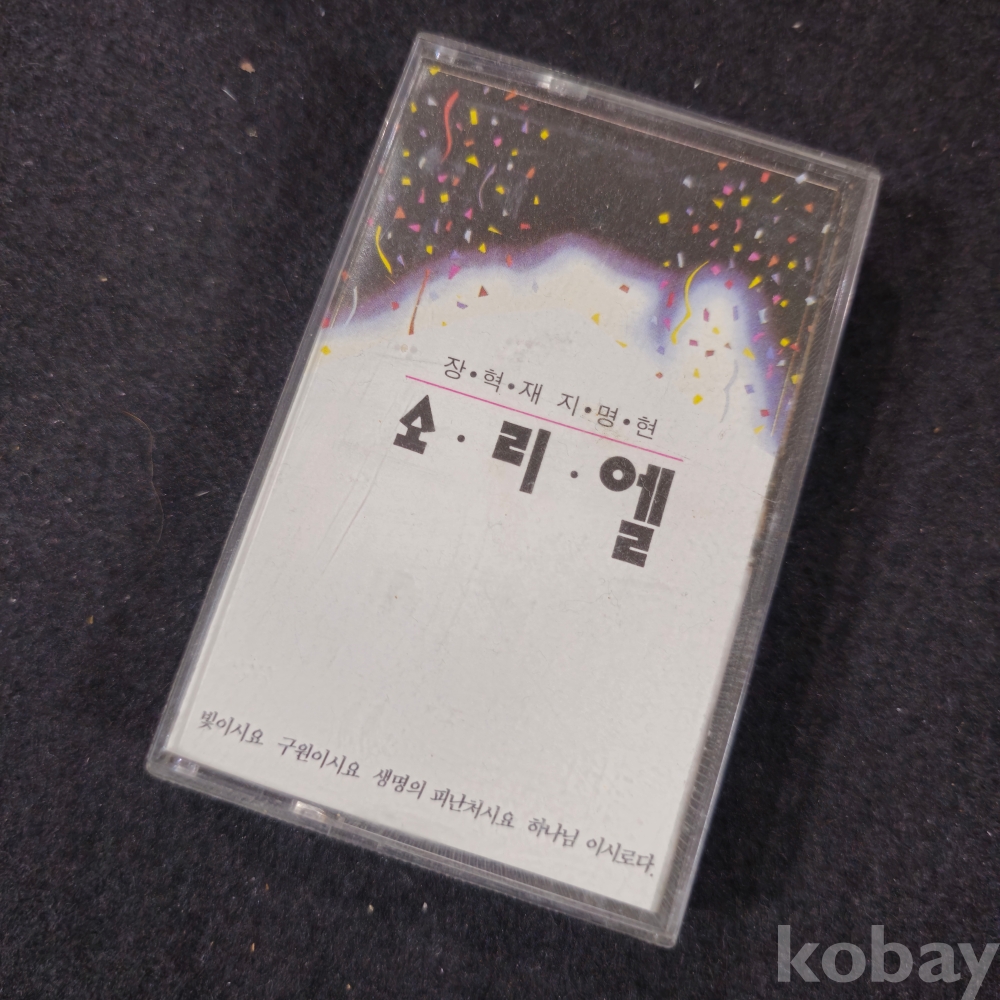 장•혁•재 지•명•현
소•리•엘
빛이시요 구원이시요 생명의 피난처시요 하나님 이시로다.
kobay